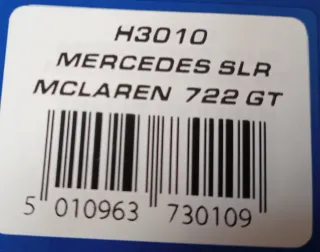 H3010
MERCEDES SLR
MCLAREN 722 GT
5 010963 730109